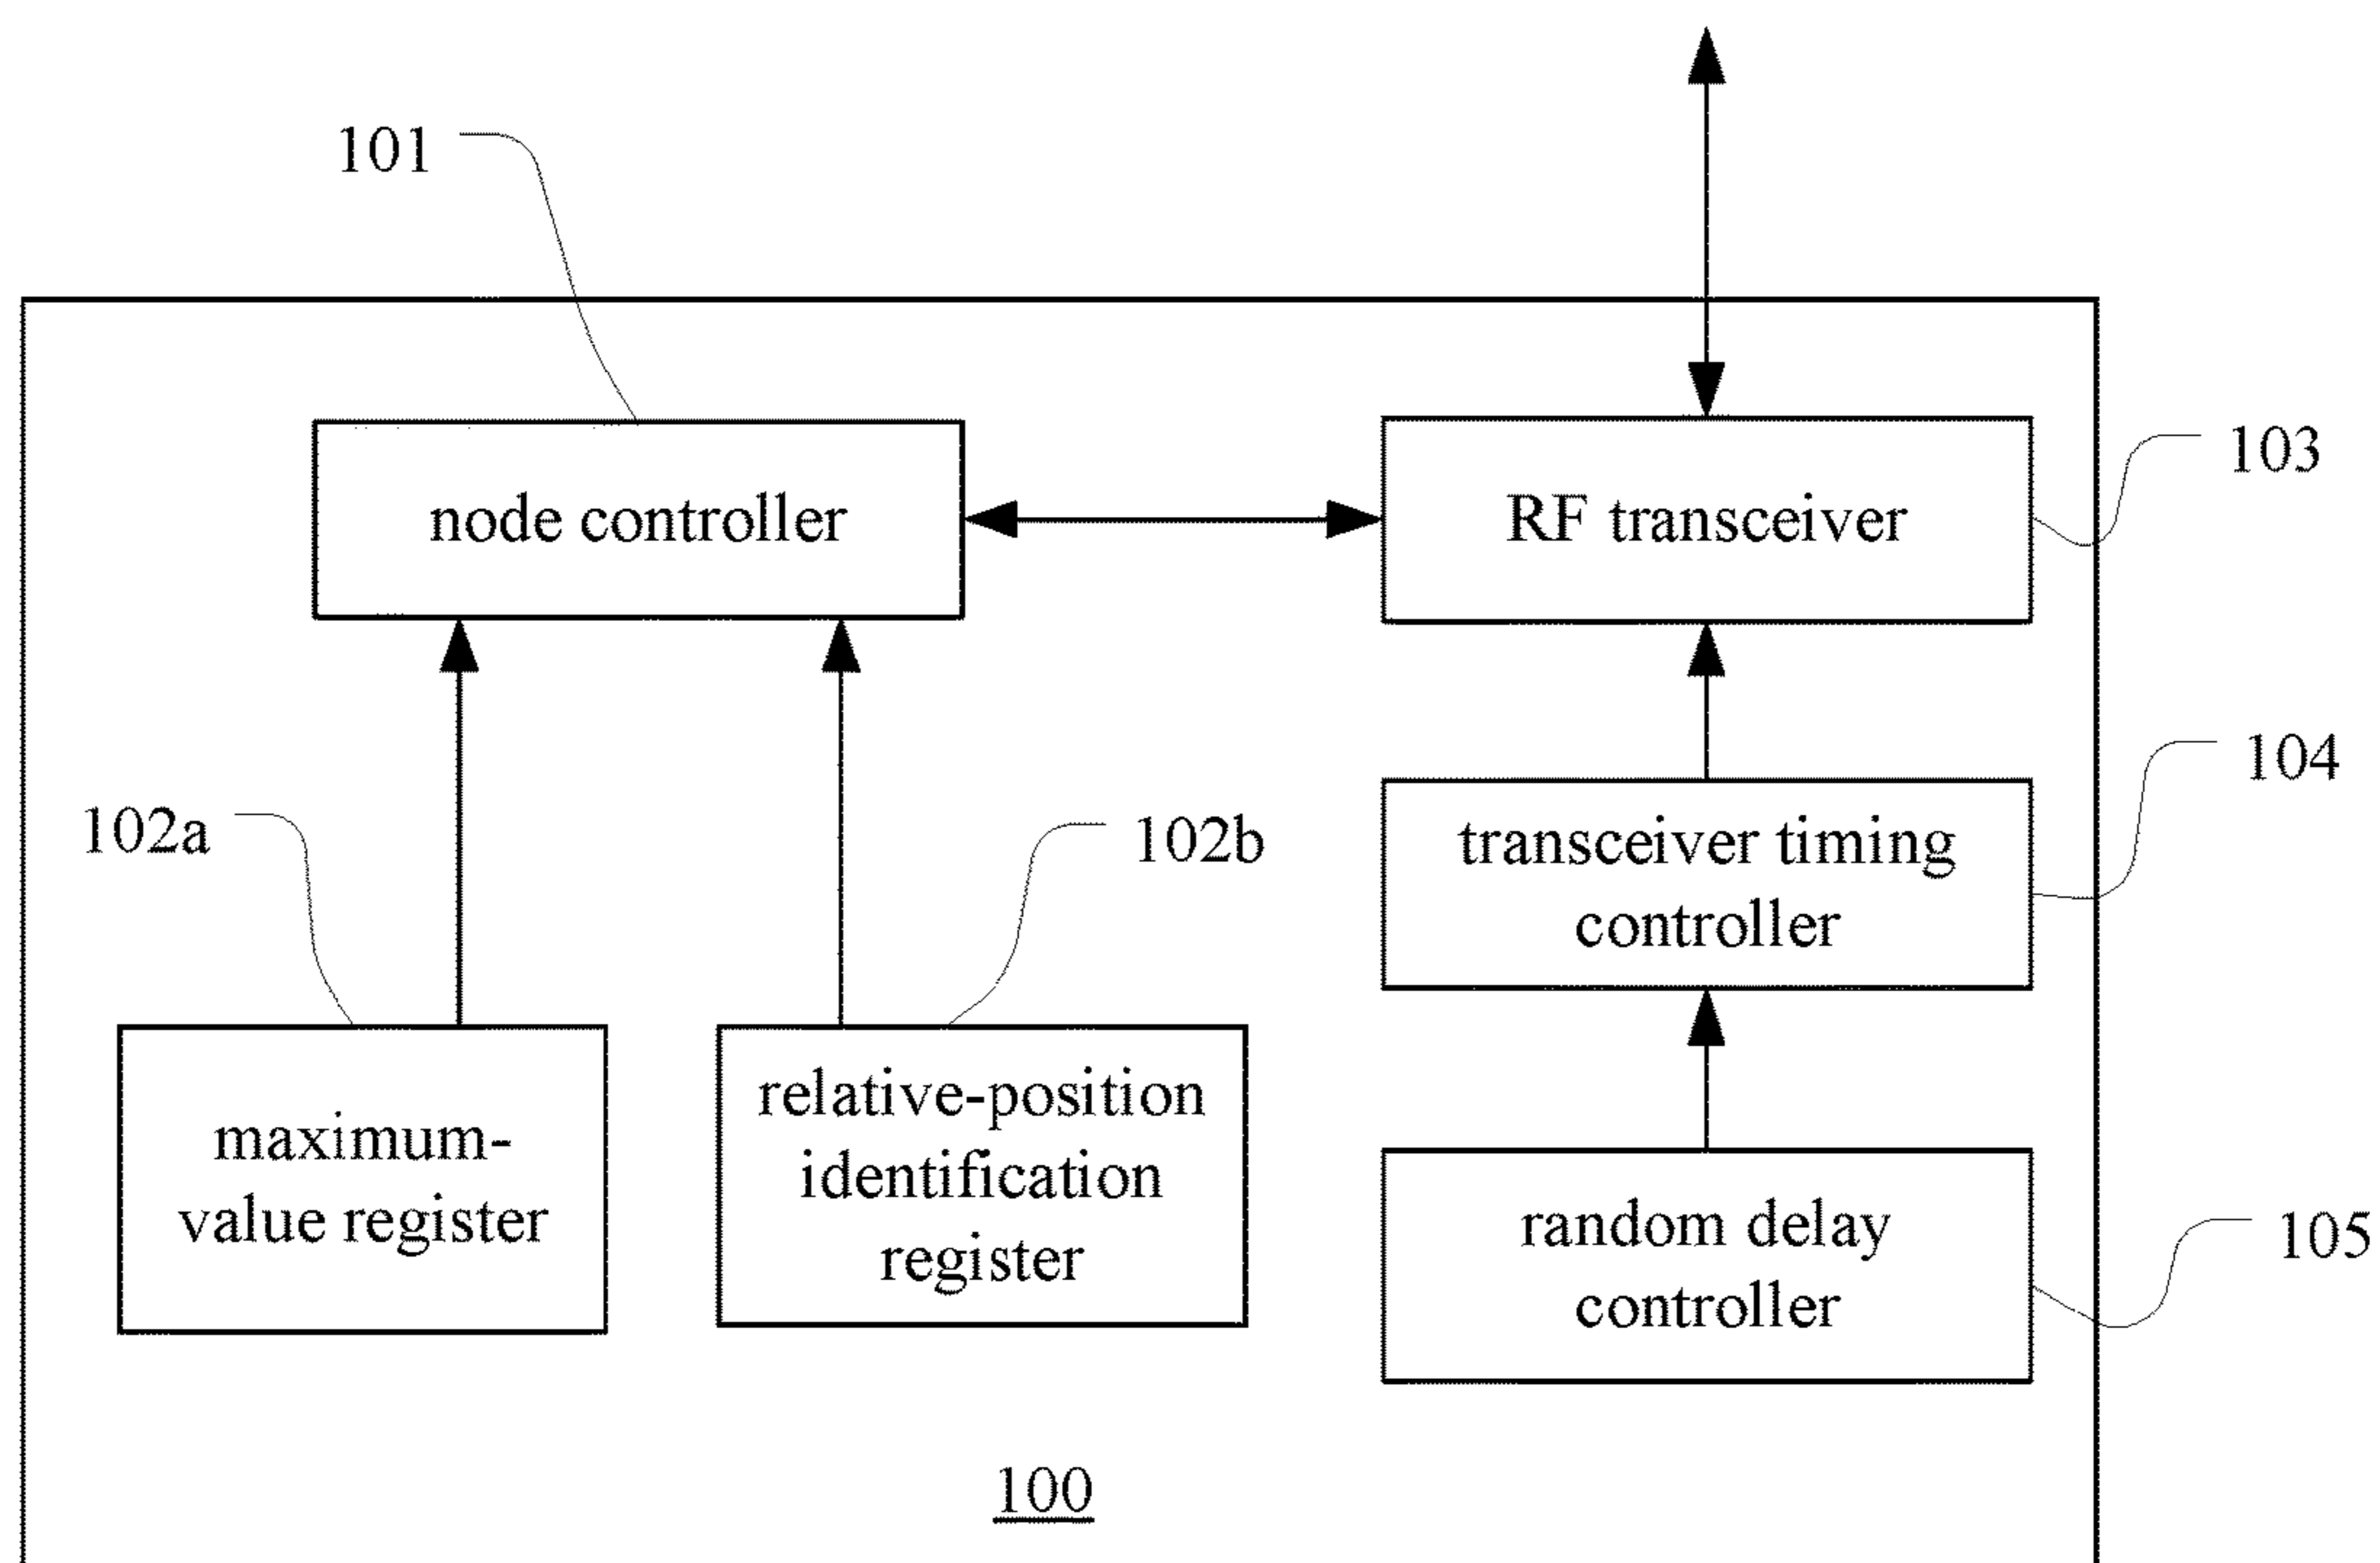 101
103
node controller
RF transceiver
104
102a
102b
transceiver timing
controller
maximum-
value register
relative-position
identification
register
random delay
controller
105
100